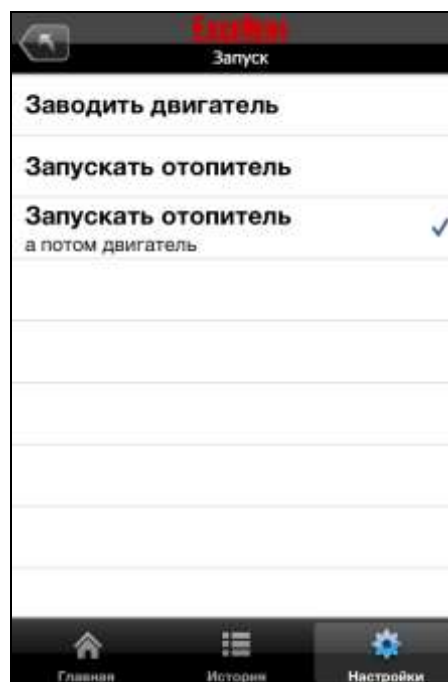 Запуск
Заводить двигатель
Запускать отопитель
Запускать отопитель
а потом двигатель
Главная
История
Настройки